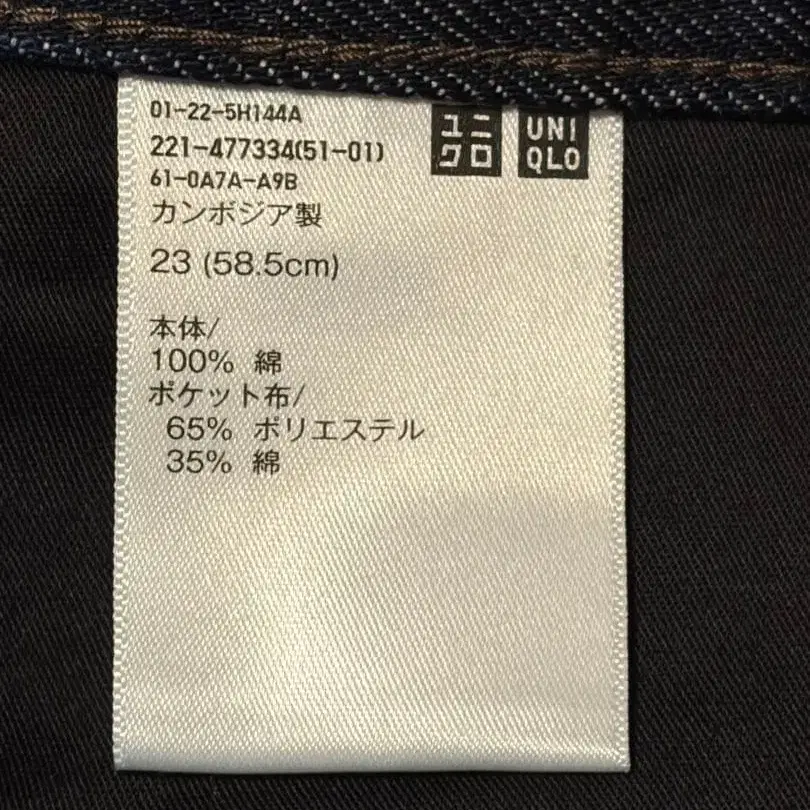 01-22-5H144A
221-477334(51-01)
61-0A7A-A9B
ユニ
クロ
UNI
QLO
カンボジア製
23 (58.5cm)
本体/
100% 綿
ポケット布/
65% ポリエステル
35% 綿